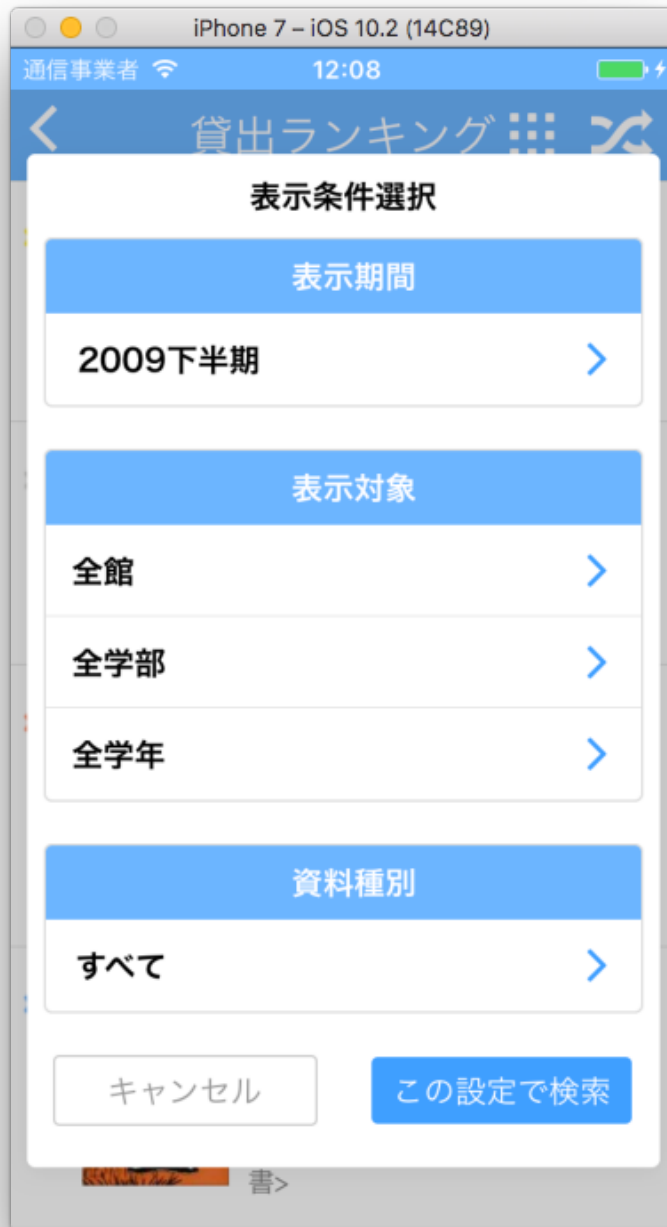 iPhone 7 – iOS 10.2 (14C89)
通信事業者 12:08
貸出ランキング
表示条件選択
表示期間
2009下半期
表示対象
全館
全学部
全学年
資料種別
すべて
キャンセル この設定で検索
書>